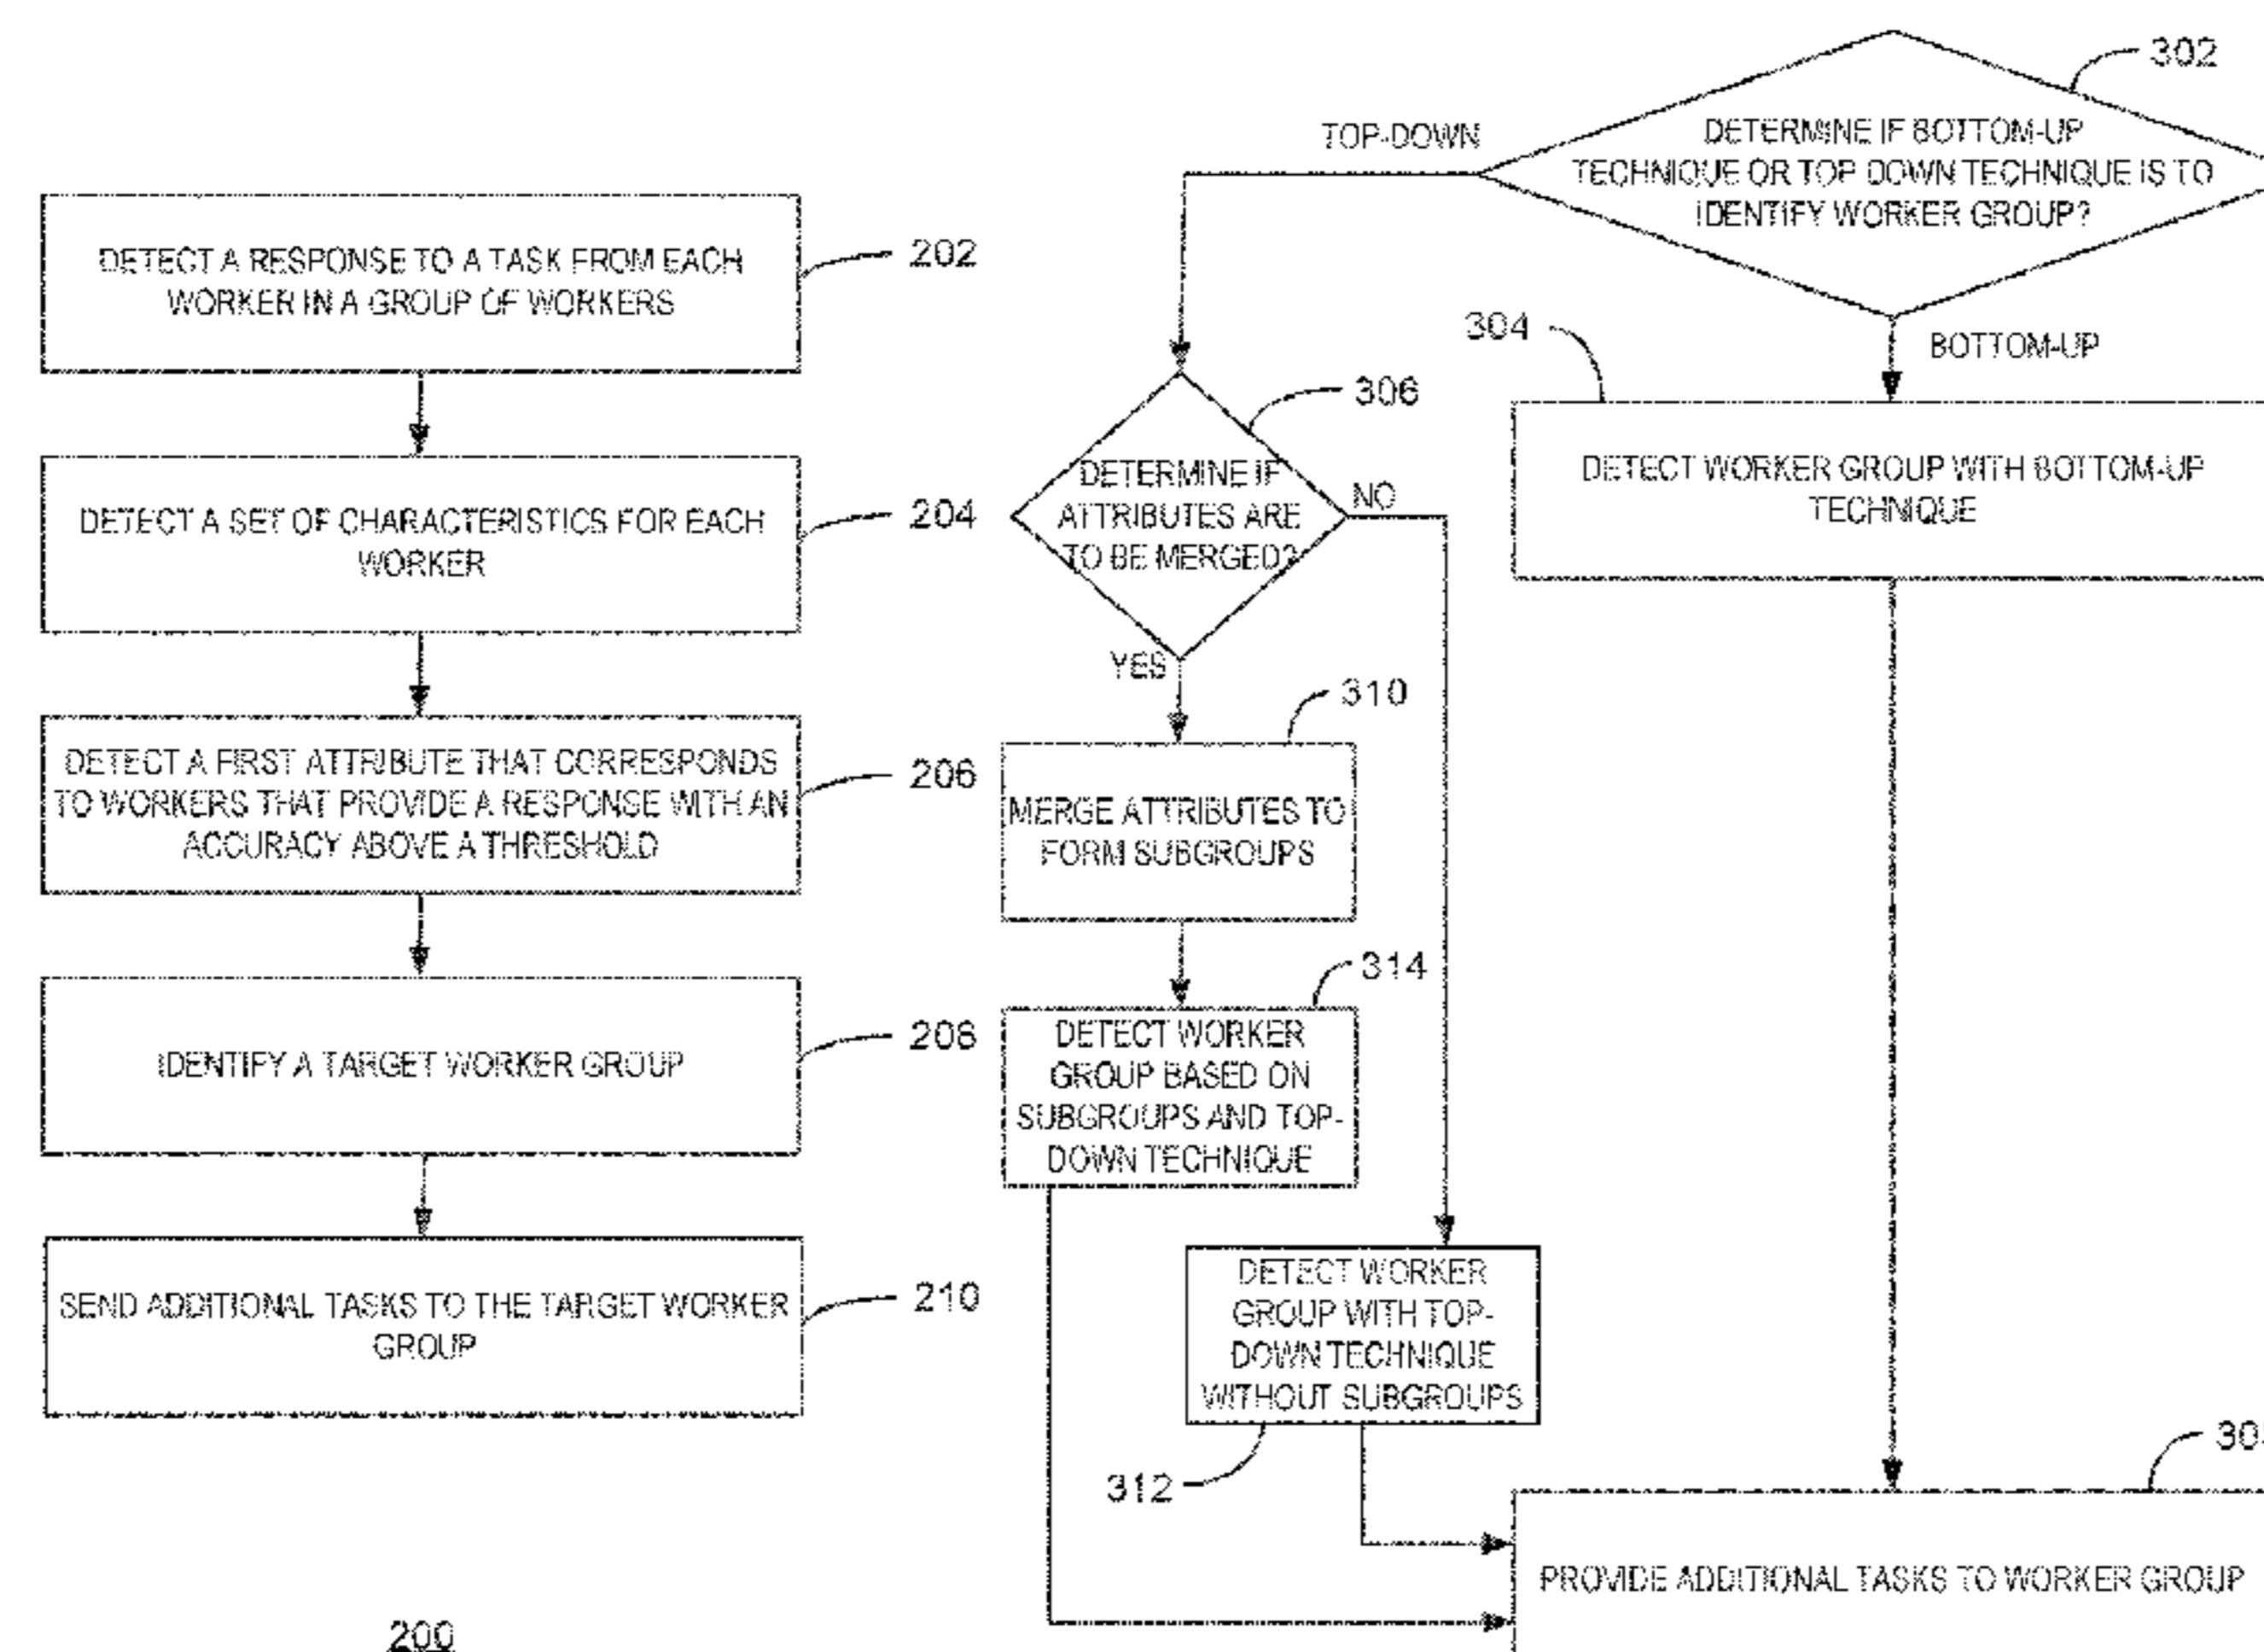 DETECT A RESPONSE TO A TASK FROM EACH
WORKER IN A GROUP OF WORKERS
202
DETECT A SET OF CHARACTERISTICS FOR EACH
WORKER
204
DETECT A FIRST ATTRIBUTE THAT CORRESPONDS
TO WORKERS THAT PROVIDE A RESPONSE WITH AN
ACCURACY ABOVE A THRESHOLD
206
IDENTIFY A TARGET WORKER GROUP
208
SEND ADDITIONAL TASKS TO THE TARGET WORKER
GROUP
210
200
302
DETERMINE IF BOTTOM-UP
TECHNIQUE OR TOP DOWN TECHNIQUE IS TO
IDENTIFY WORKER GROUP?
TOP-DOWN
BOTTOM-UP
304
DETECT WORKER GROUP WITH BOTTOM-UP
TECHNIQUE
306
DETERMINE IF
ATTRIBUTES ARE
TO BE MERGED?
NO
YES
310
MERGE ATTRIBUTES TO
FORM SUBGROUPS
314
DETECT WORKER
GROUP BASED ON
SUBGROUPS AND TOP-
DOWN TECHNIQUE
DETECT WORKER
GROUP WITH TOP-
DOWN TECHNIQUE
WITHOUT SUBGROUPS
312
PROVIDE ADDITIONAL TASKS TO WORKER GROUP